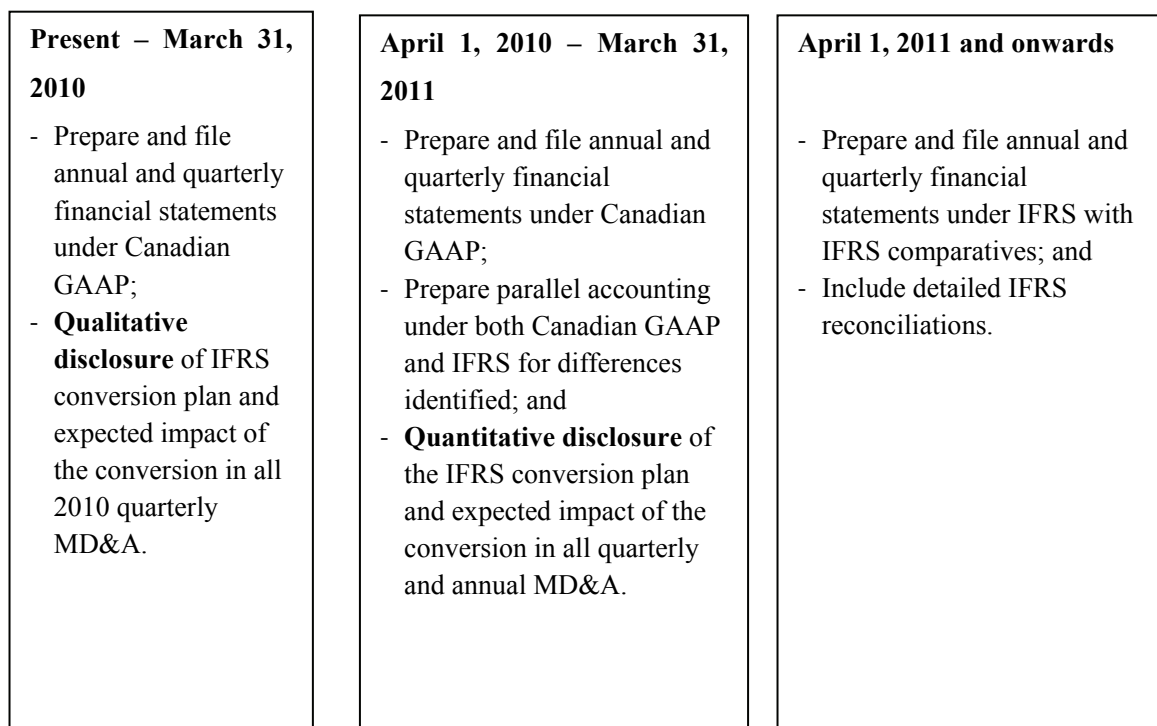 Present – March 31,
2010
- Prepare and file
annual and quarterly
financial statements
under Canadian
GAAP;
- Qualitative
disclosure of IFRS
conversion plan and
expected impact of
the conversion in all
2010 quarterly
MD&A.
April 1, 2010 – March 31,
2011
- Prepare and file annual and
quarterly financial
statements under Canadian
GAAP;
- Prepare parallel accounting
under both Canadian GAAP
and IFRS for differences
identified; and
- Quantitative disclosure of
the IFRS conversion plan
and expected impact of the
conversion in all quarterly
and annual MD&A.
April 1, 2011 and onwards
- Prepare and file annual and
quarterly financial
statements under IFRS with
IFRS comparatives; and
- Include detailed IFRS
reconciliations.